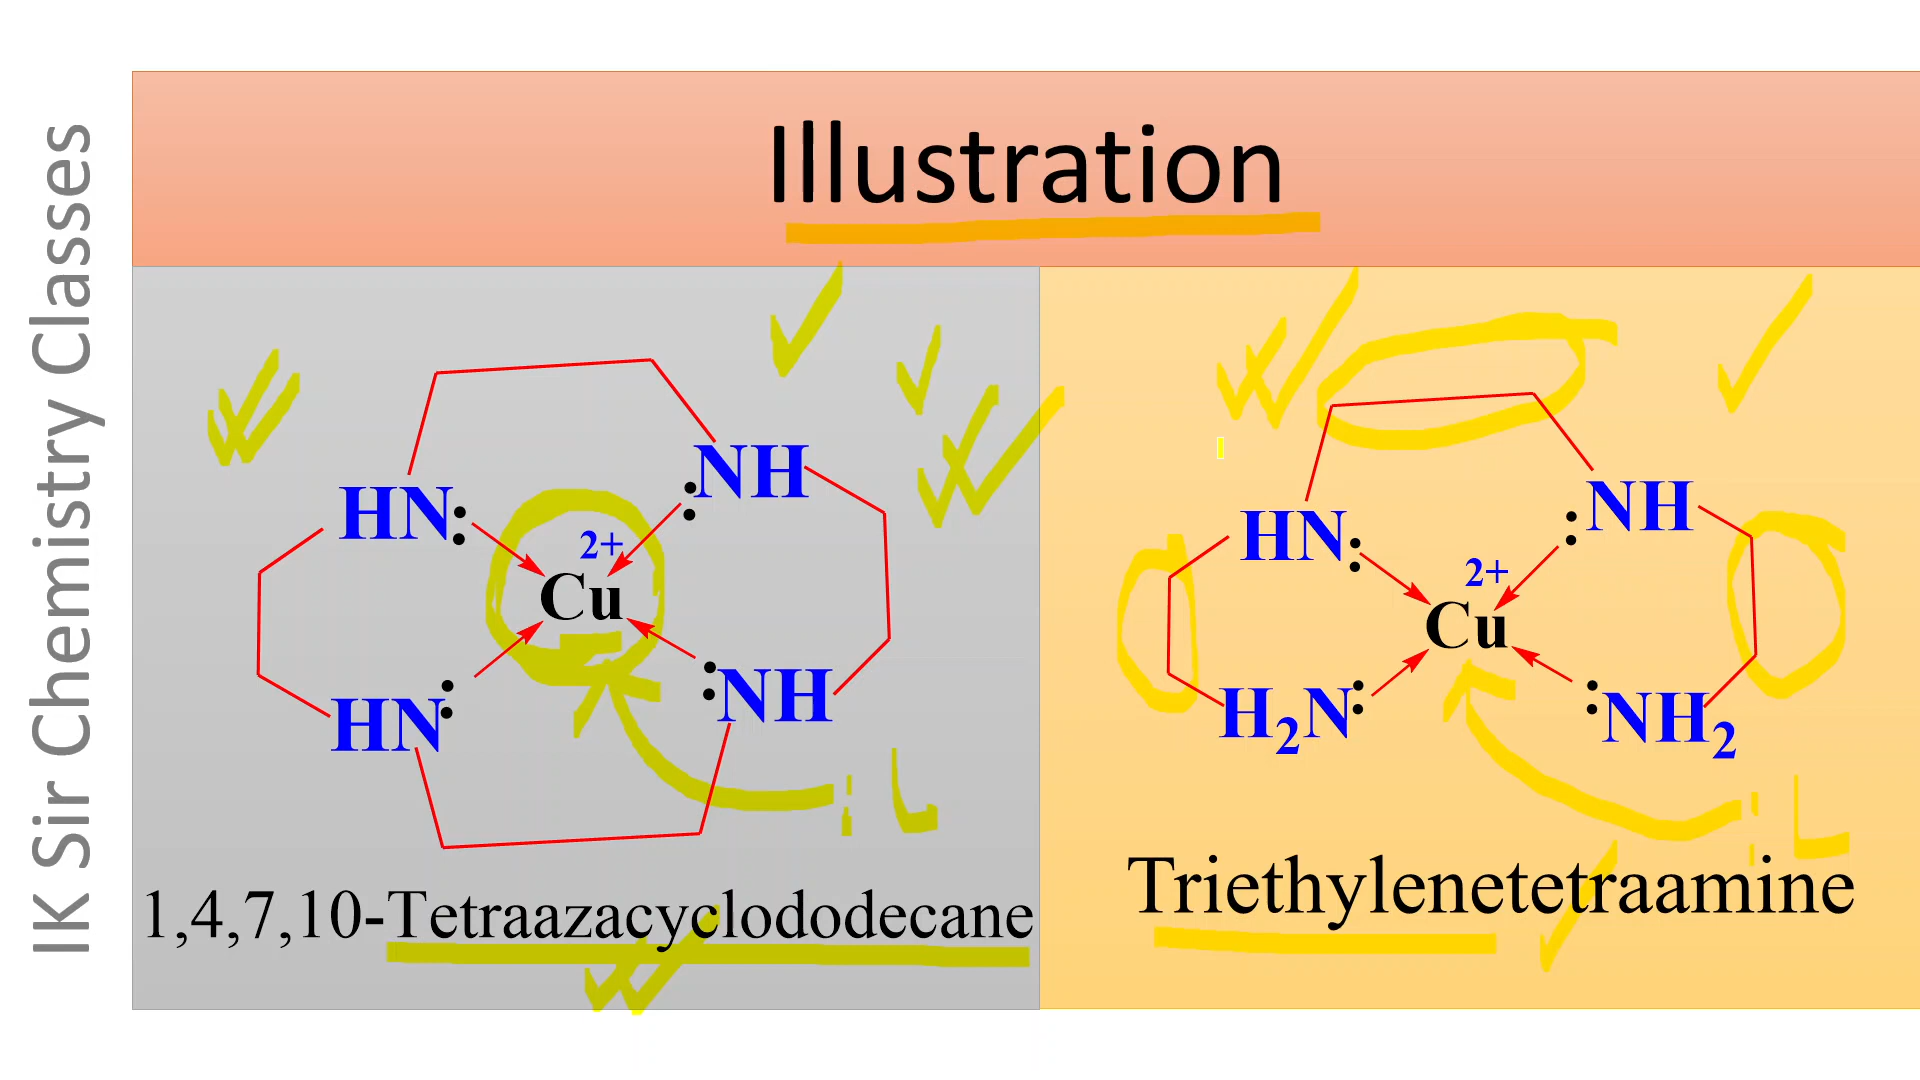 IK Sir Chemistry Classes
Illustration
HN: :NH
2+
Cu
HN: :NH
:L
1,4,7,10-Tetraazacyclododecane
HN: :NH
2+
Cu
H2N: :NH2
:L
Triethylenetetraamine